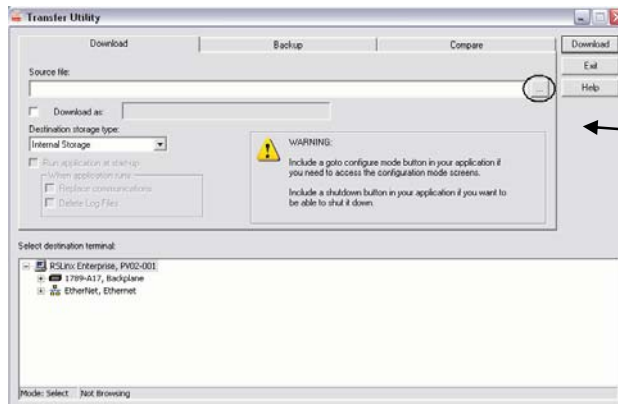 Transfer Utility
Download Backup Compare Download
Exit
Source file:
... Help
Download as:
Destination storage type:
Internal Storage
Run application at start-up
When application runs
Replace communications
Delete Log Files
WARNING:
Include a goto configure mode button in your application if
you need to access the configuration mode screens.
Include a shutdown button in your application if you want to
be able to shut it down.
Select destination terminal:
RSLinx Enterprise, PV02-001
1789-A17, Backplane
EtherNet, Ethernet
Mode: Select Not Browsing